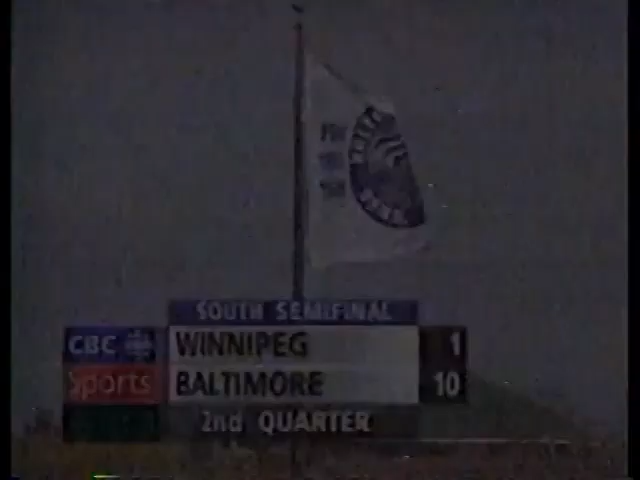 SOUTH SEMIFINAL
CBC WINNIPEG 1
Sports BALTIMORE 10
2nd QUARTER